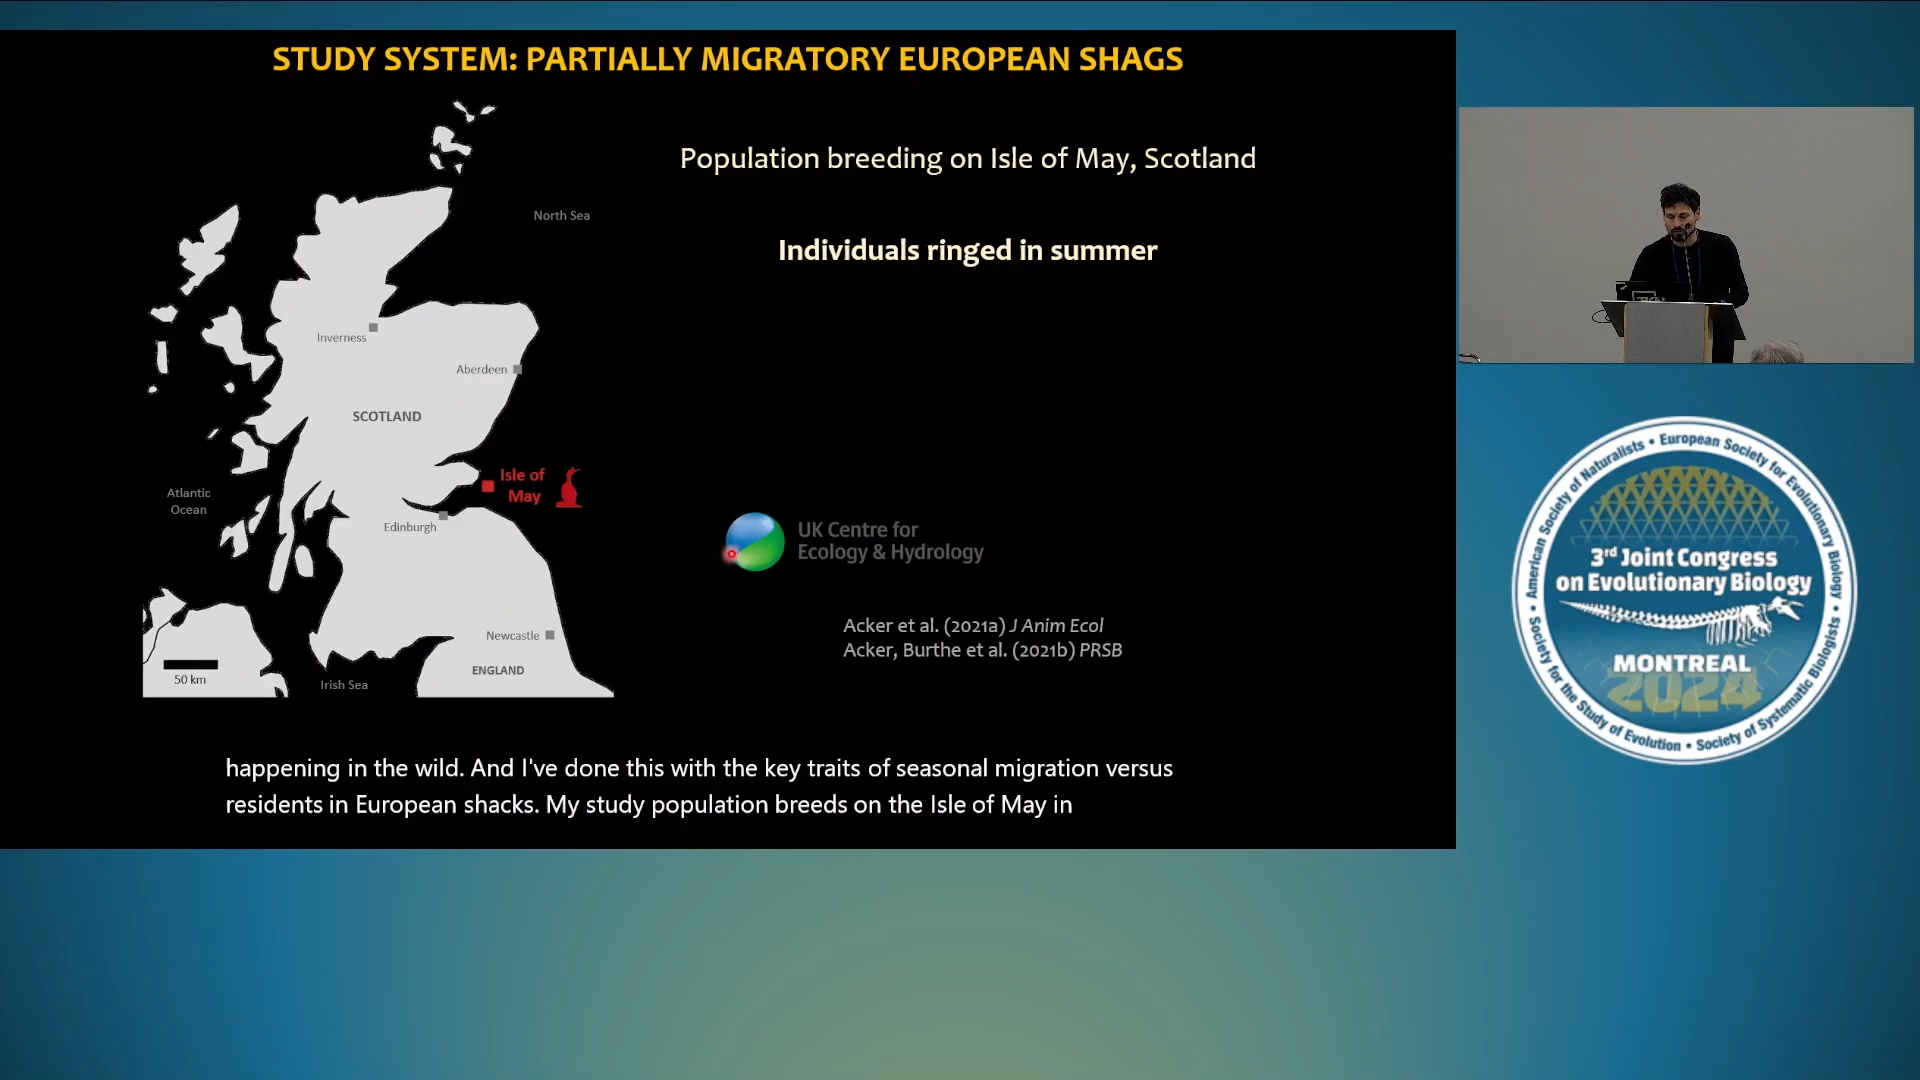 STUDY SYSTEM: PARTIALLY MIGRATORY EUROPEAN SHAGS
Population breeding on Isle of May, Scotland
North Sea
Individuals ringed in summer
Inverness
Aberdeen
SCOTLAND
Isle of
May
Atlantic
Ocean
Edinburgh
UK Centre for
Ecology & Hydrology
Acker et al. (2021a) J Anim Ecol
Acker, Burthe et al. (2021b) PRSB
Newcastle
ENGLAND
50 km
Irish Sea
happening in the wild. And I've done this with the key traits of seasonal migration versus
residents in European shacks. My study population breeds on the Isle of May in
American Society of Naturalists • European Society for Evolutionary Biology •
Society for the Study of Evolution • Society of Systematic Biologists •
3rd Joint Congress
on Evolutionary Biology
MONTREAL
2024